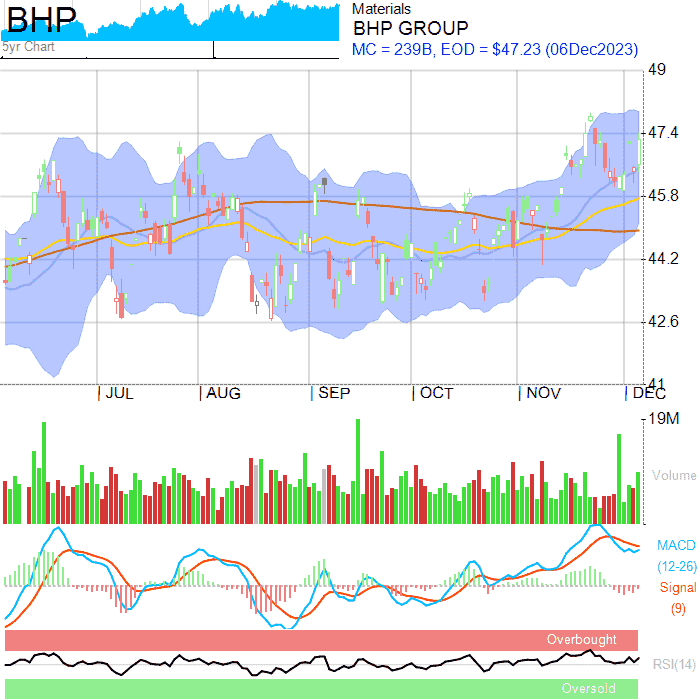 BHP
Materials
BHP GROUP
MC = 239B, EOD = $47.23 (06Dec2023)
5yr Chart
49
47.4
45.8
44.2
42.6
41
JUL
AUG
SEP
OCT
NOV
DEC
19M
Volume
MACD
(12-26)
Signal
(9)
Overbought
RSI(14)
Oversold